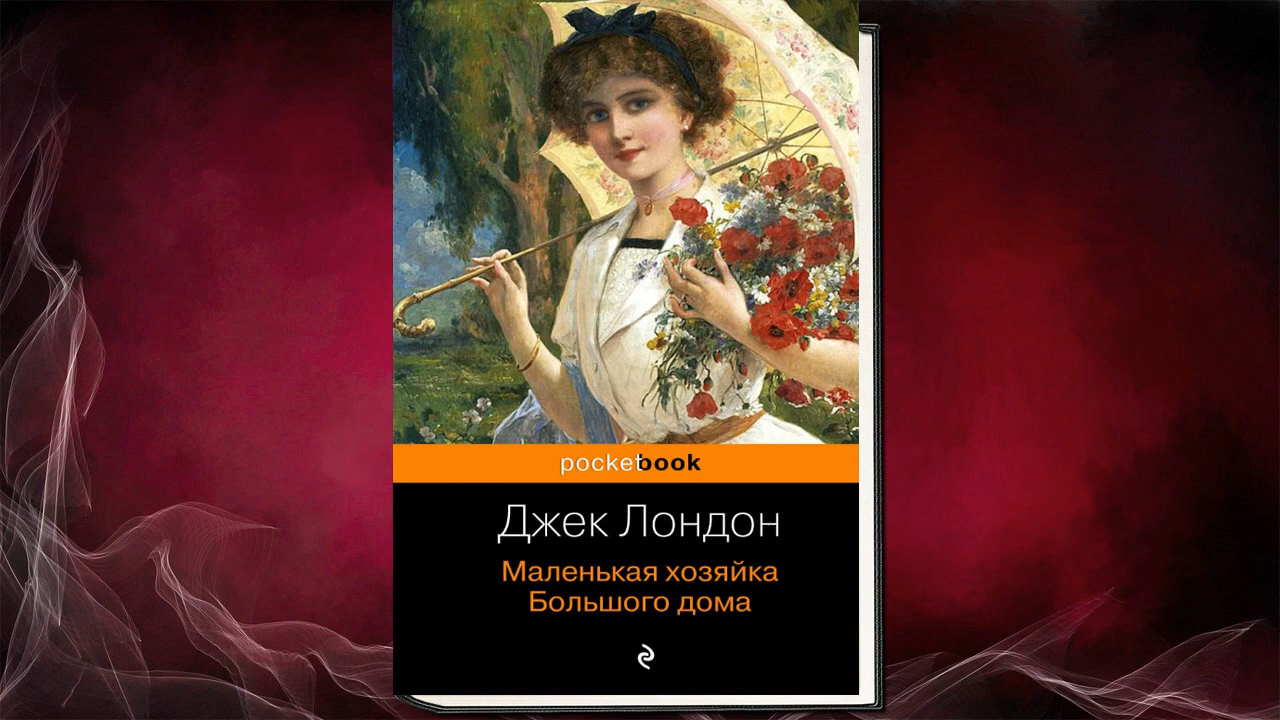 pocketbook
Джек Лондон
Маленькая хозяйка
Большого дома